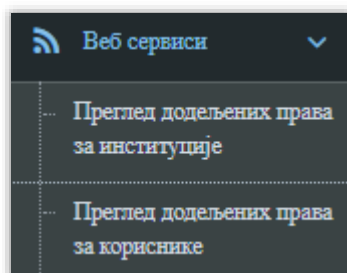 Веб сервиси
Преглед додељених права
за институције
Преглед додељених права
за кориснике